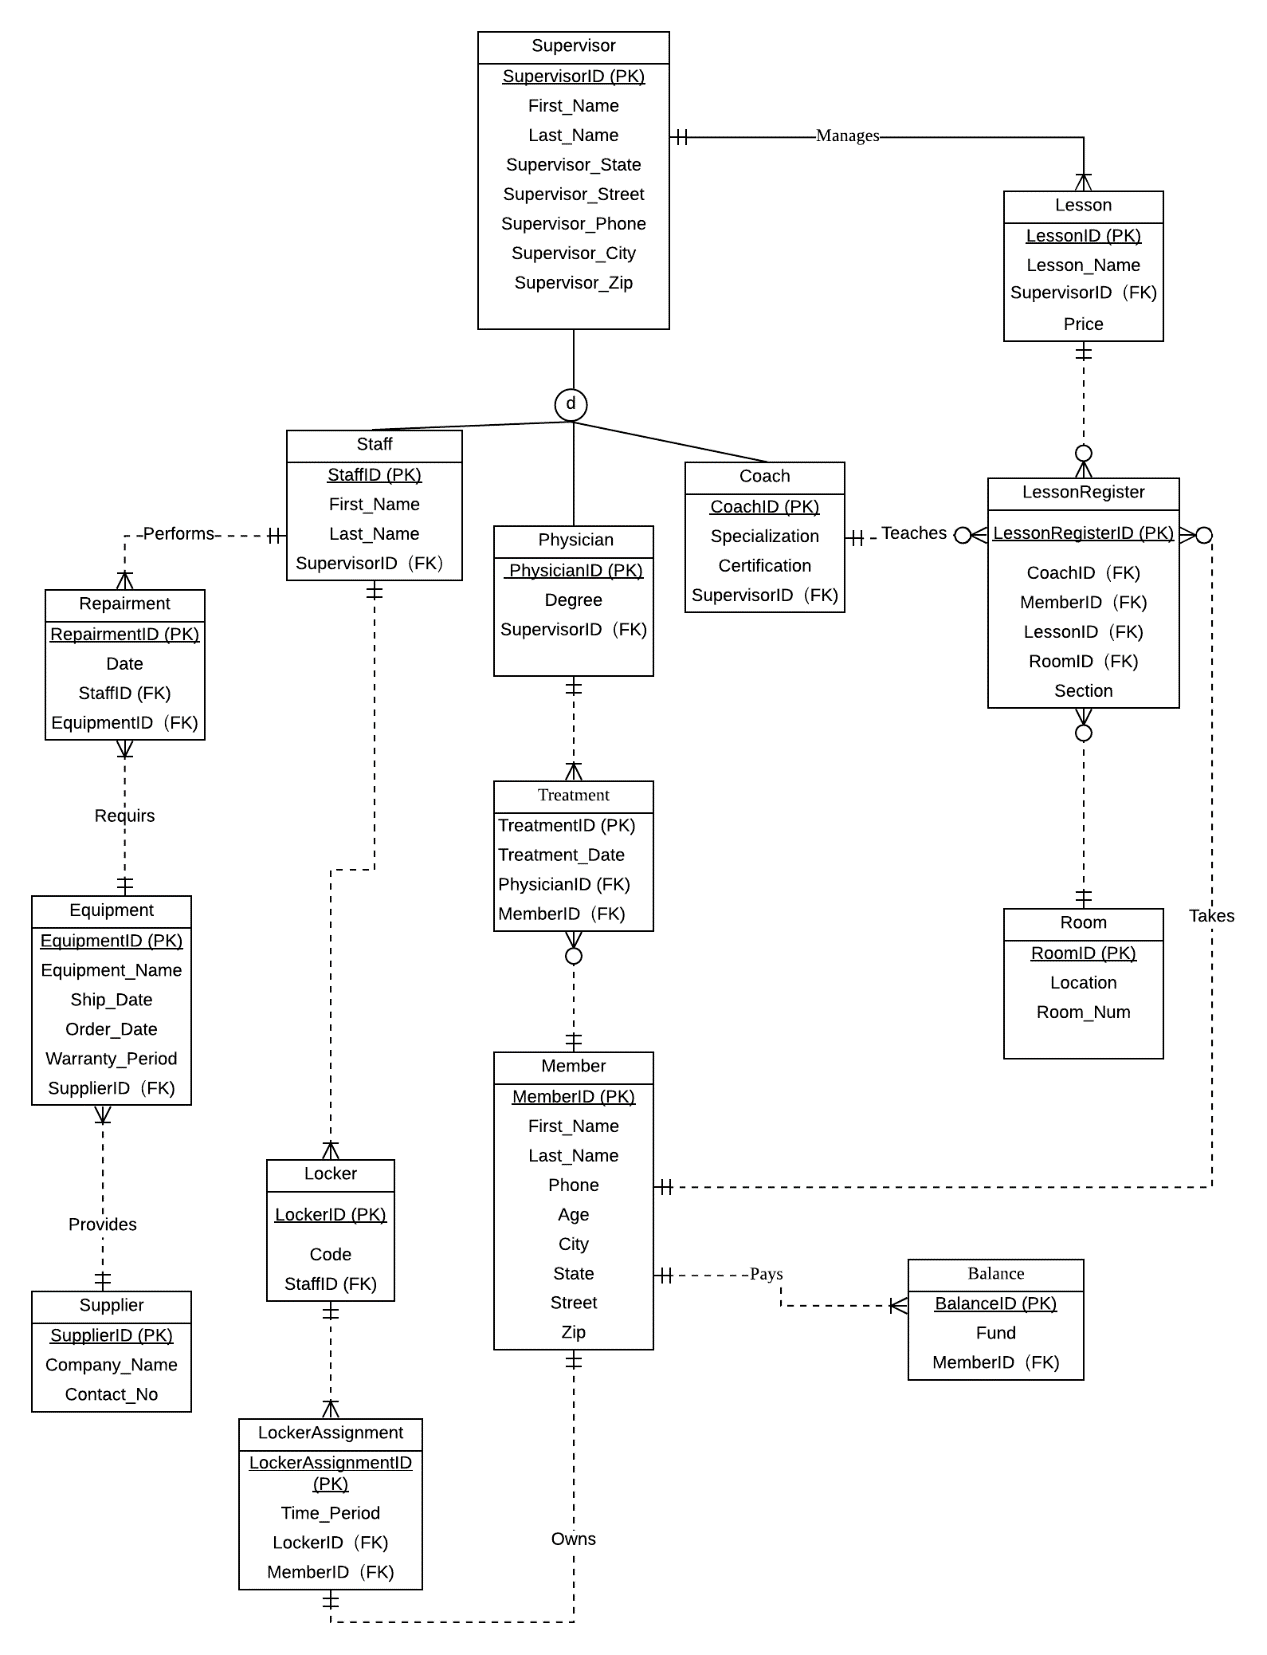 Supervisor
SupervisorID (PK)
First_Name
Last_Name
Supervisor_State
Supervisor_Street
Supervisor_Phone
Supervisor_City
Supervisor_Zip
Manages
Lesson
LessonID (PK)
Lesson_Name
SupervisorID（FK)
Price
d
Staff
StaffID (PK)
First_Name
Last_Name
SupervisorID（FK）
Performs
Physician
PhysicianID (PK)
Degree
SupervisorID（FK)
Coach
CoachID (PK)
Specialization
Certification
SupervisorID（FK)
Teaches
LessonRegister
LessonRegisterID (PK)
CoachID（FK)
MemberID（FK)
LessonID（FK)
RoomID（FK)
Section
Repairment
RepairmentID (PK)
Date
StaffID (FK)
EquipmentID（FK)
Requirs
Treatment
TreatmentID (PK)
Treatment_Date
PhysicianID (FK)
MemberID（FK)
Equipment
EquipmentID (PK)
Equipment_Name
Ship_Date
Order_Date
Warranty_Period
SupplierID（FK)
Room
RoomID (PK)
Location
Room_Num
Takes
Member
MemberID (PK)
First_Name
Last_Name
Phone
Age
City
State
Street
Zip
Locker
LockerID (PK)
Code
StaffID (FK)
Provides
Supplier
SupplierID (PK)
Company_Name
Contact_No
Pays
Balance
BalanceID (PK)
Fund
MemberID（FK)
LockerAssignment
LockerAssignmentID
(PK)
Time_Period
LockerID（FK)
MemberID（FK)
Owns